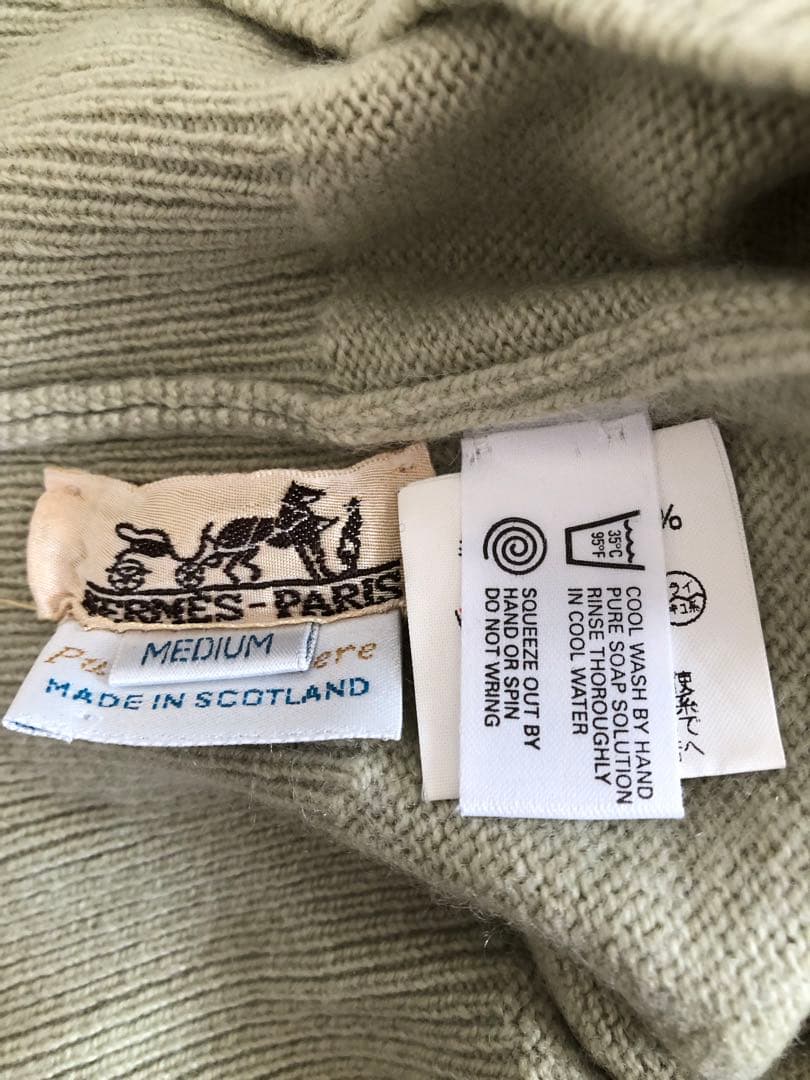 HERMES-PARIS
MEDIUM
MADE IN SCOTLAND
35°C
95°F
COOL WASH BY HAND
PURE SOAP SOLUTION
RINSE THOROUGHLY
IN COOL WATER
SQUEEZE OUT BY
HAND OR SPIN
DO NOT WRING
%